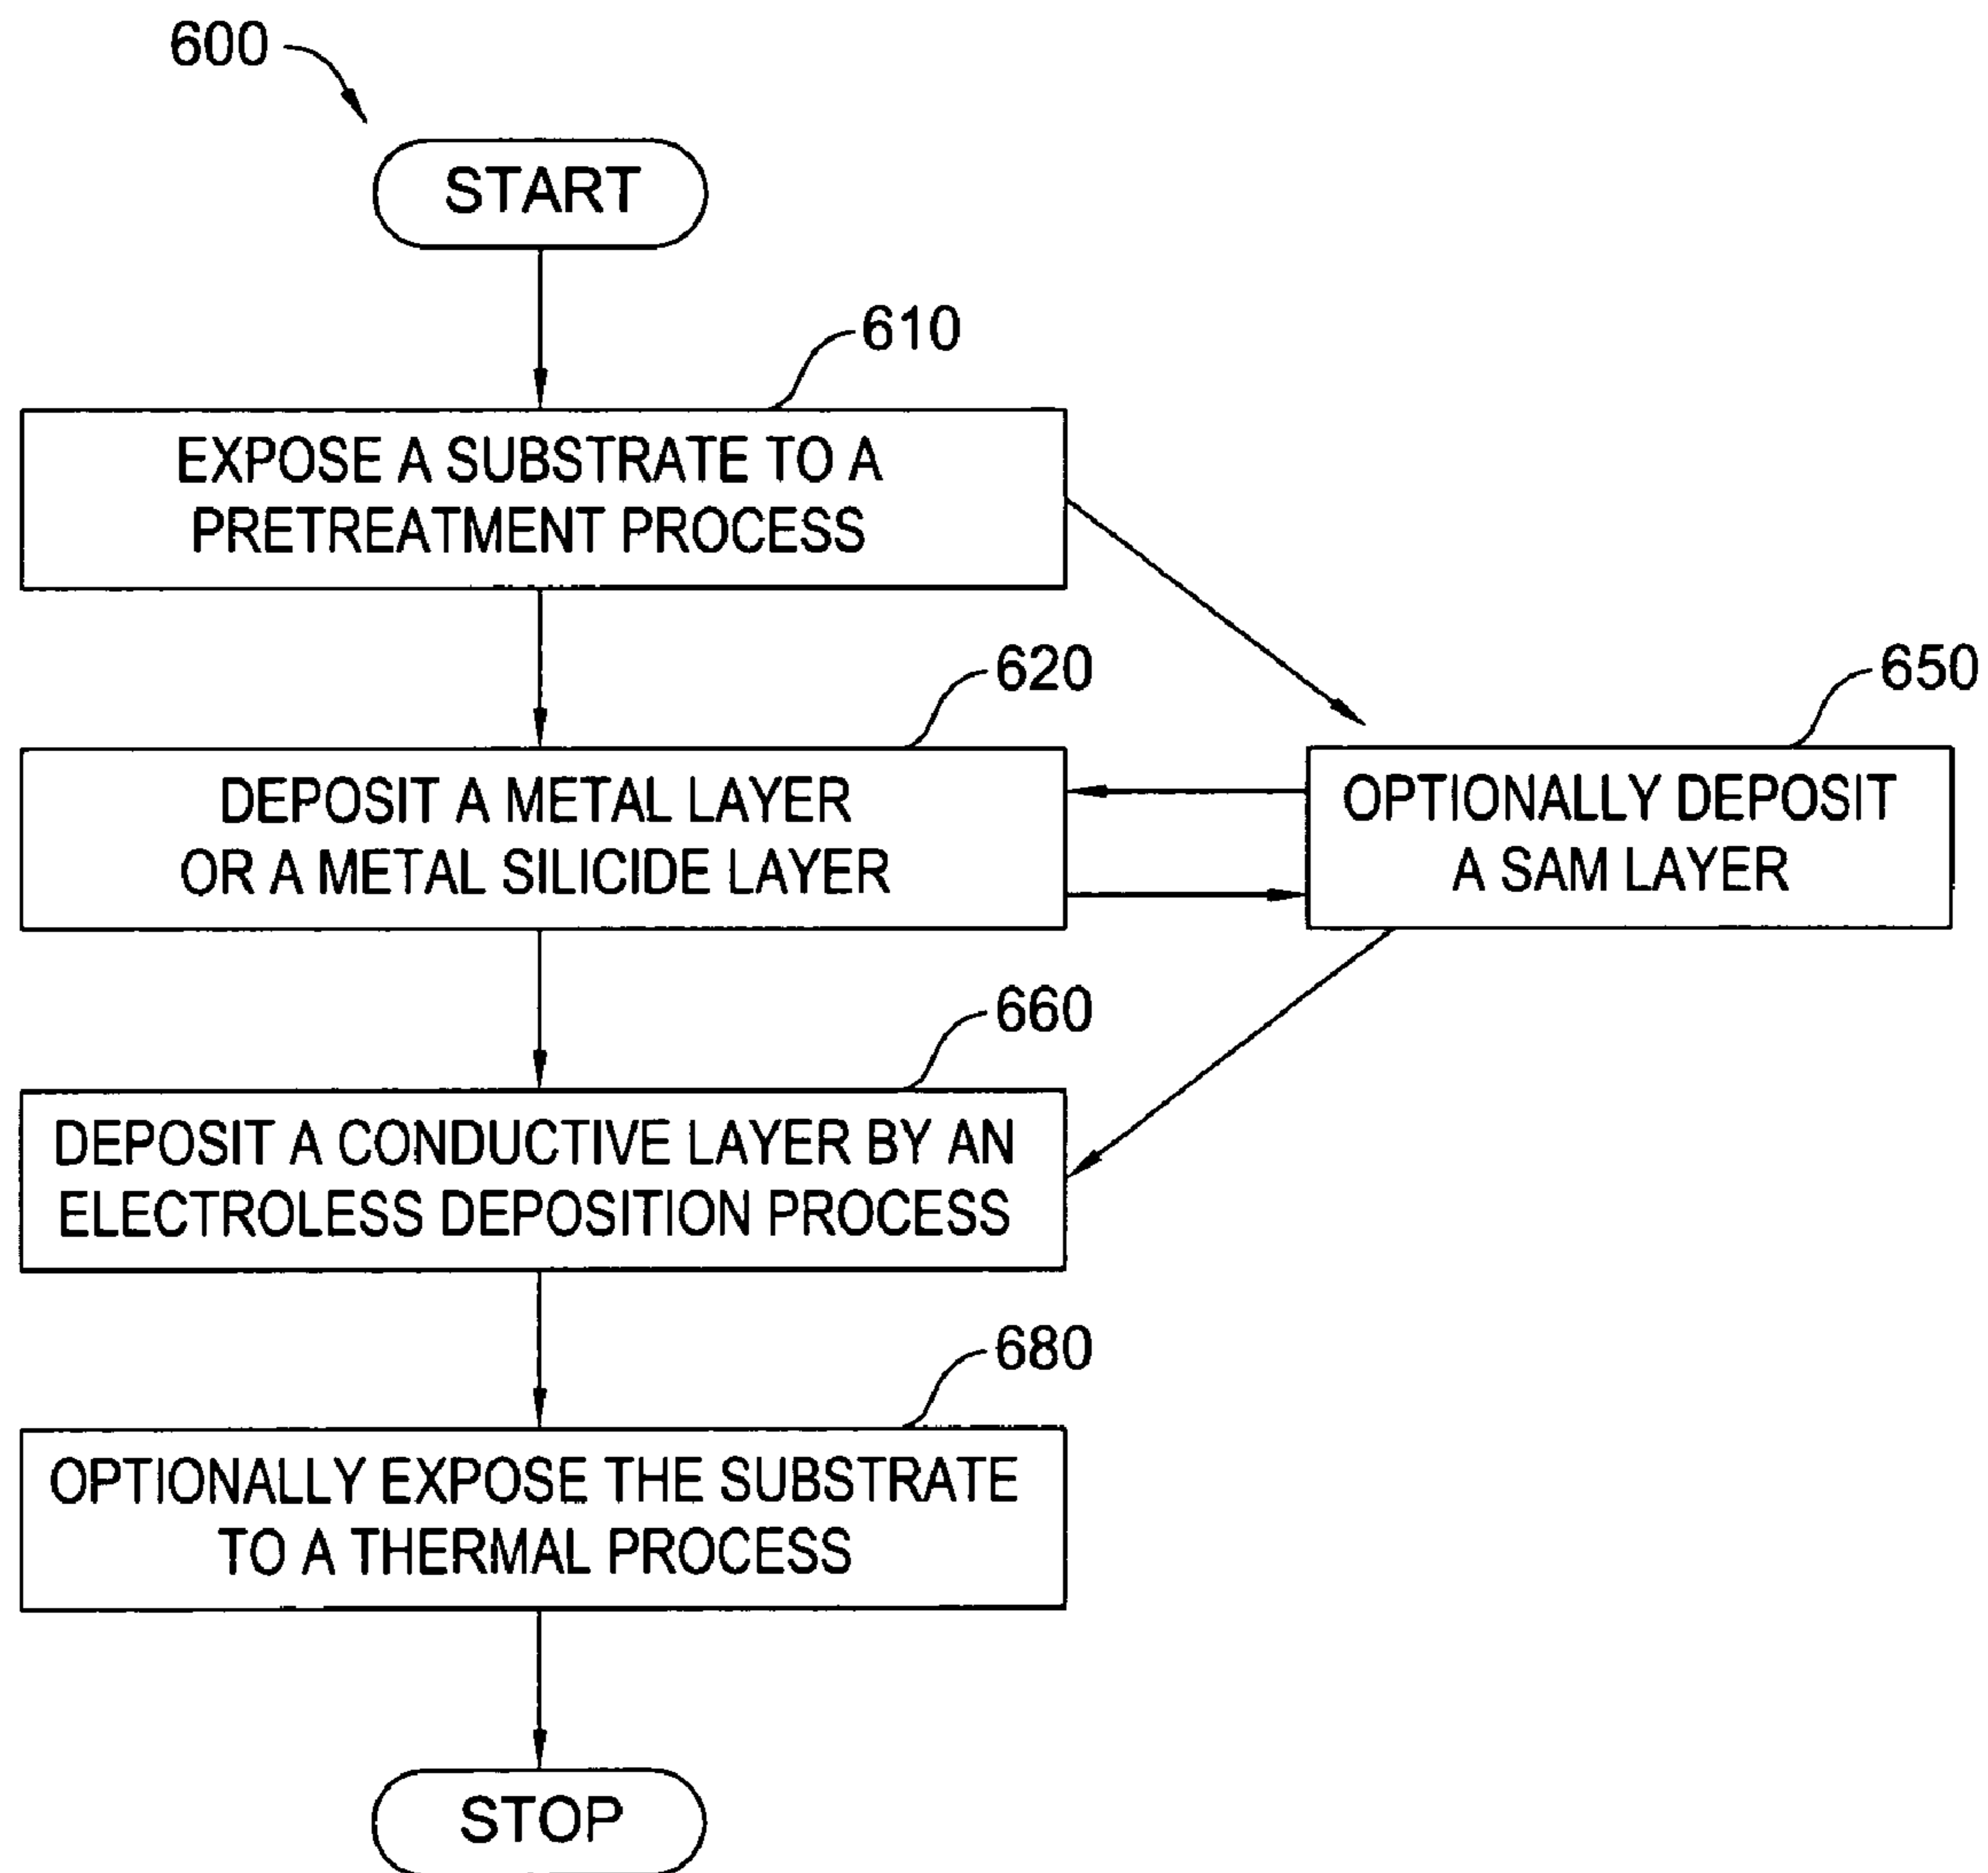 600
START
610
EXPOSE A SUBSTRATE TO A
PRETREATMENT PROCESS
620
DEPOSIT A METAL LAYER
OR A METAL SILICIDE LAYER
650
OPTIONALLY DEPOSIT
A SAM LAYER
660
DEPOSIT A CONDUCTIVE LAYER BY AN
ELECTROLESS DEPOSITION PROCESS
680
OPTIONALLY EXPOSE THE SUBSTRATE
TO A THERMAL PROCESS
STOP